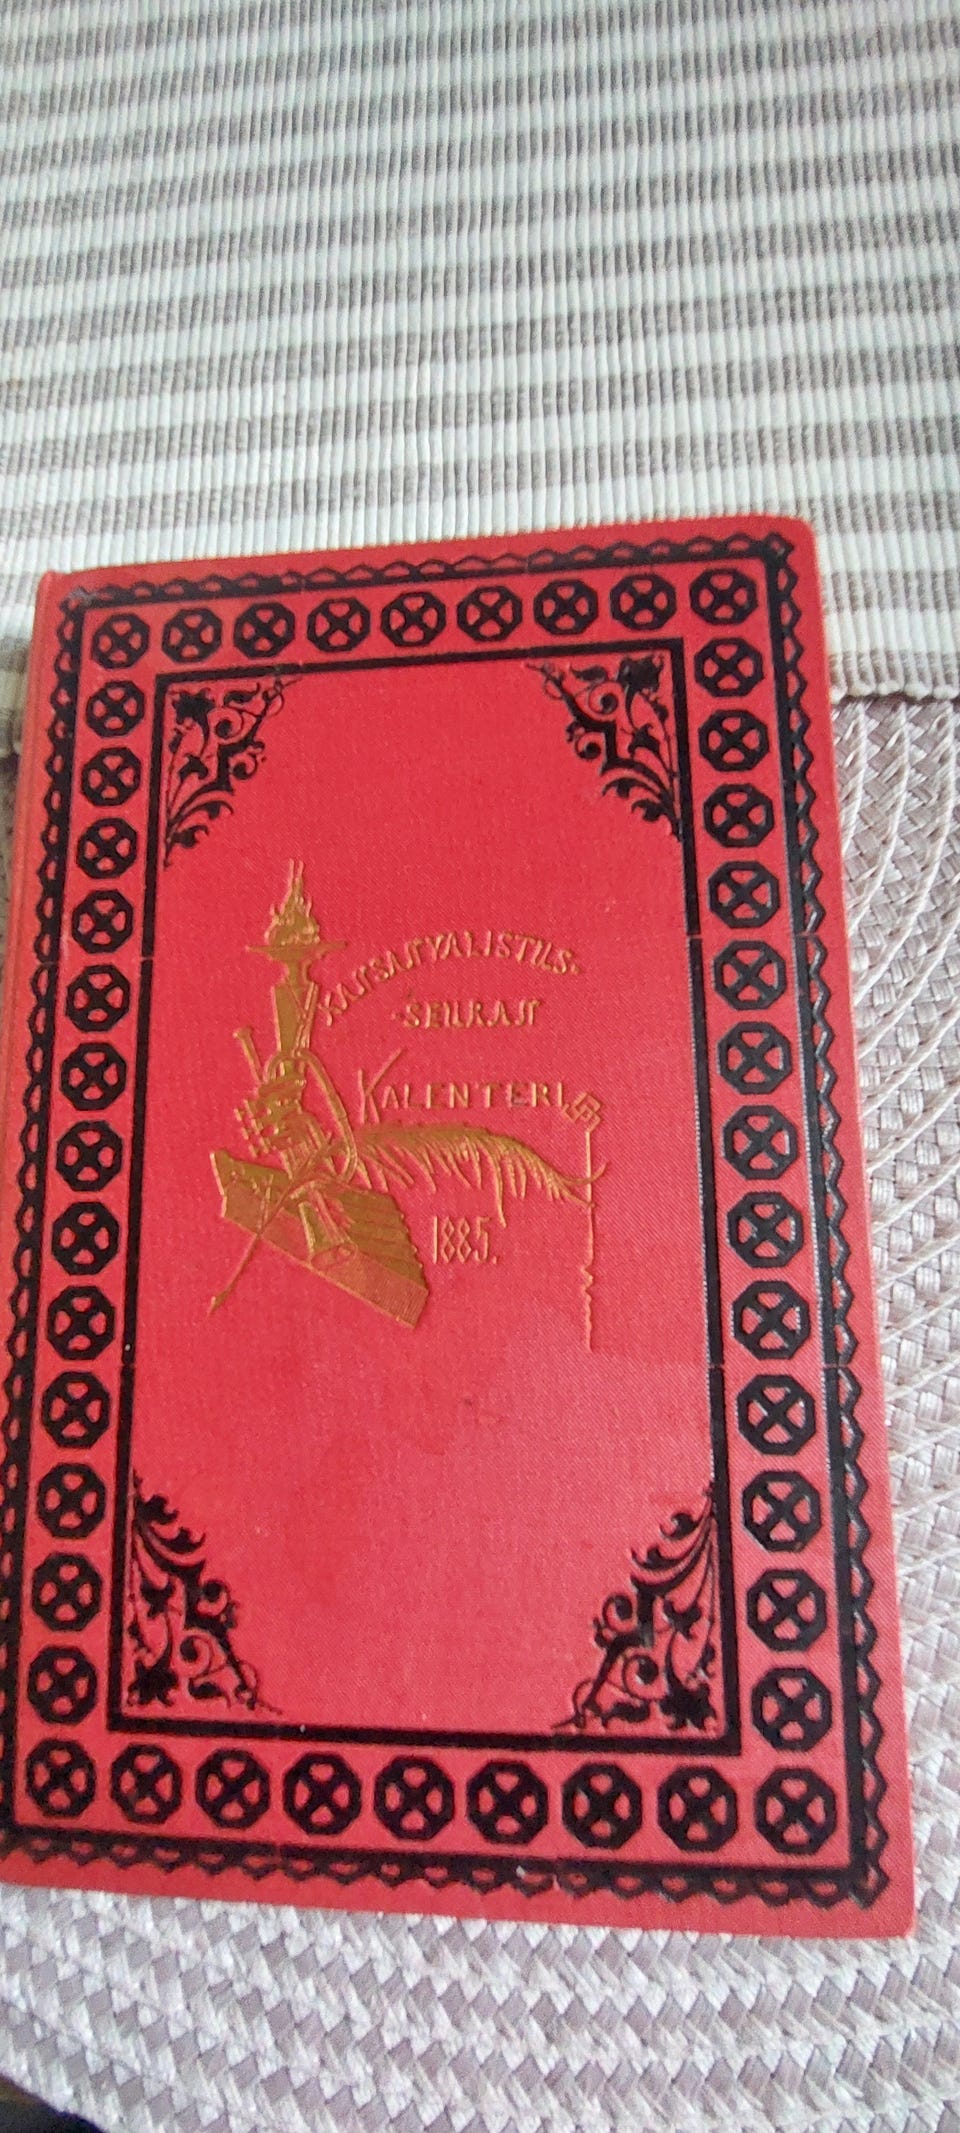 KANSANVALISTUS-
SEURAN
KALENTERI
1885.